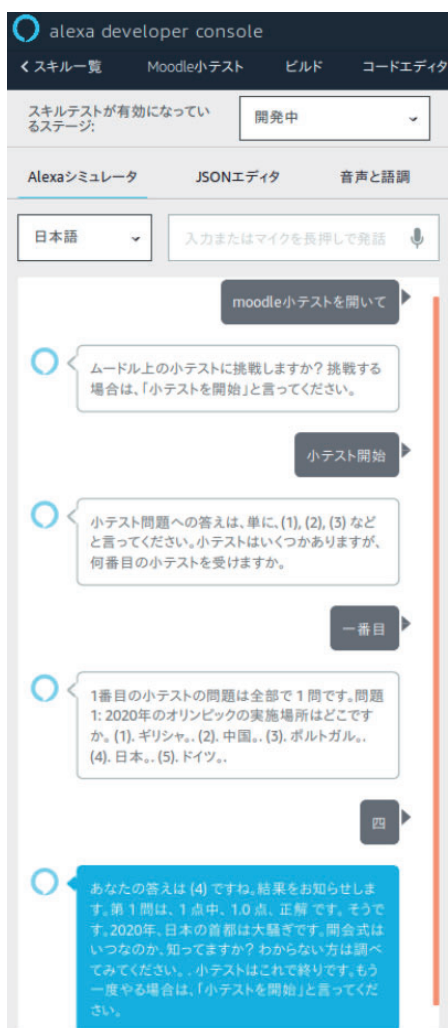 alexa developer console
スキル一覧 Moodle小テスト ビルド コードエディタ
スキルテストが有効になってい
るステージ:
開発中
Alexaシミュレータ JSONエディタ 音声と語調
日本語 入力またはマイクを長押しで発話
moodle小テストを開いて
ムードル上の小テストに挑戦しますか? 挑戦する
場合は、「小テストを開始」と言ってください。
小テスト開始
小テスト問題への答えは、単に、(1), (2), (3) など
と言ってください。小テストはいくつかありますが、
何番目の小テストを受けますか。
一番目
1番目の小テストの問題は全部で 1 問です。問題
1: 2020年のオリンピックの実施場所はどこです
か。(1). ギリシャ。. (2). 中国。. (3). ポルトガル。.
(4). 日本。. (5). ドイツ。.
四
あなたの答えは (4) ですね。結果をお知らせしま
す。第 1 問は、1 点中、1.0 点、正解 です。そうで
す。2020年、日本の首都は大騒ぎです。開会式は
いつなのか、知ってますか? わからない方は調べ
てみてください。. 小テストはこれで終りです。もう
一度やる場合は、「小テストを開始」と言ってくだ
さい。